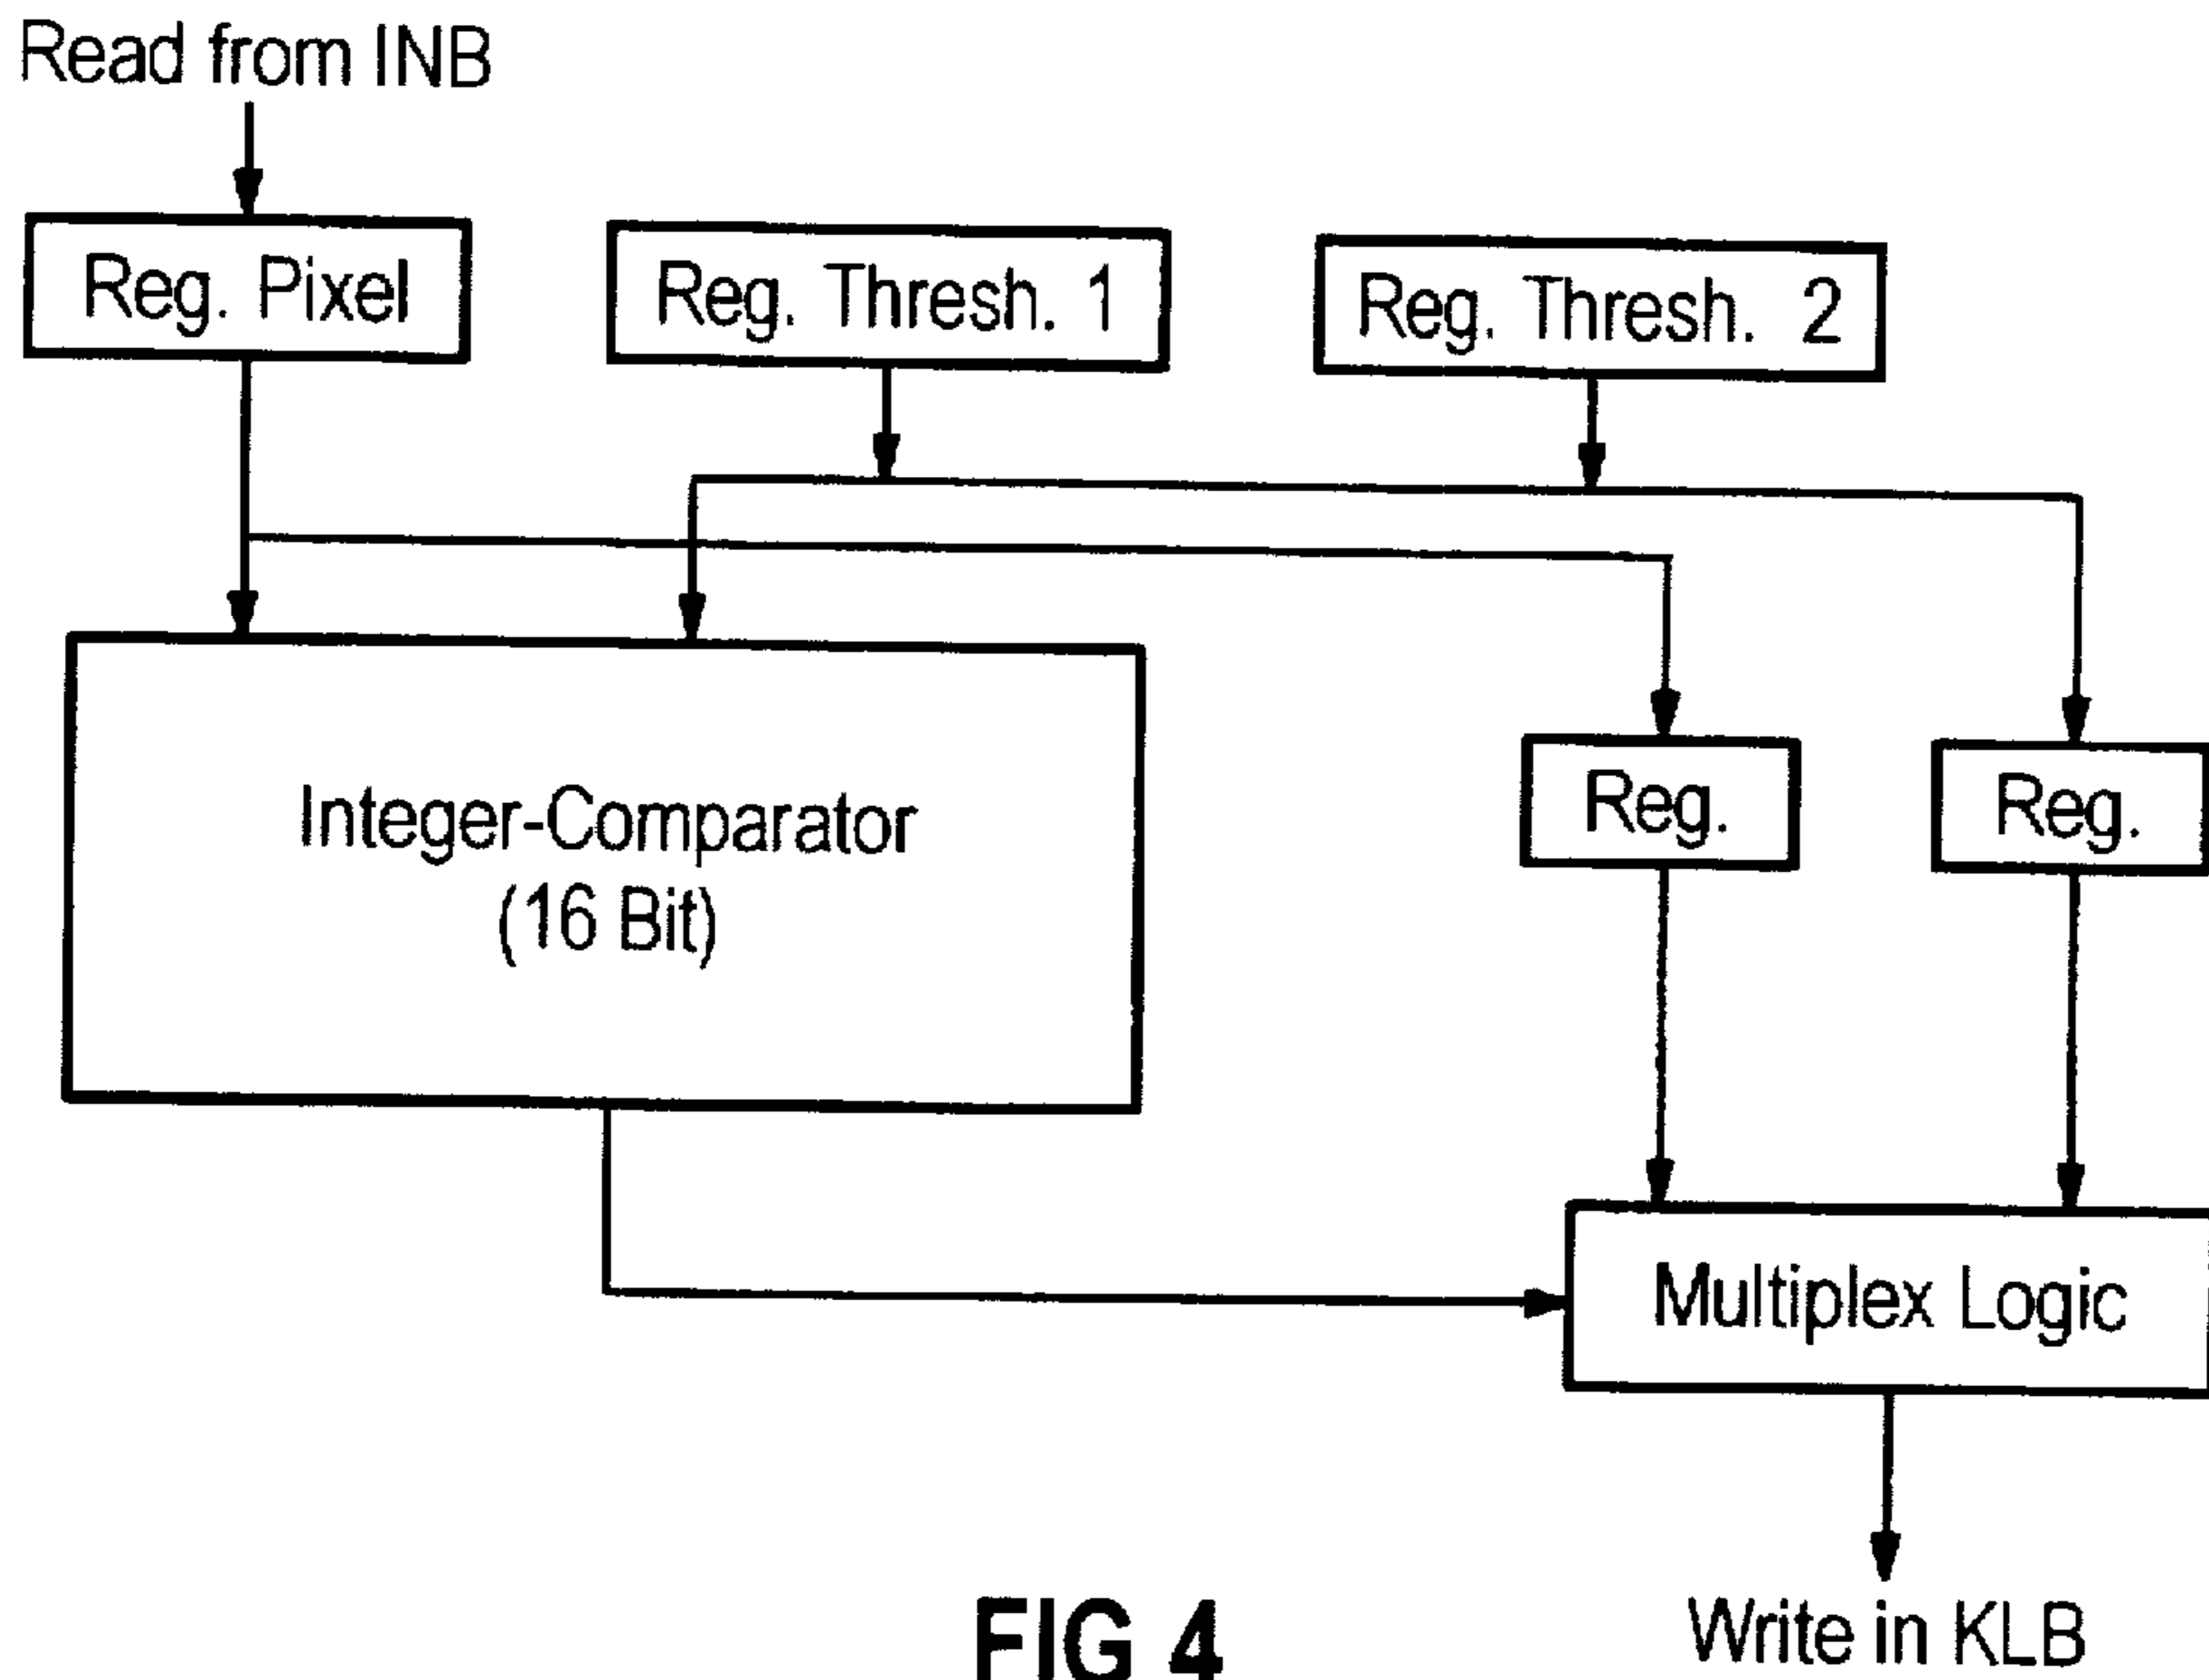 Read from INB
Reg. Pixel
Reg. Thresh. 1
Reg. Thresh. 2
Integer-Comparator
(16 Bit)
Reg.
Reg.
Multiplex Logic
Write in KLB
FIG 4